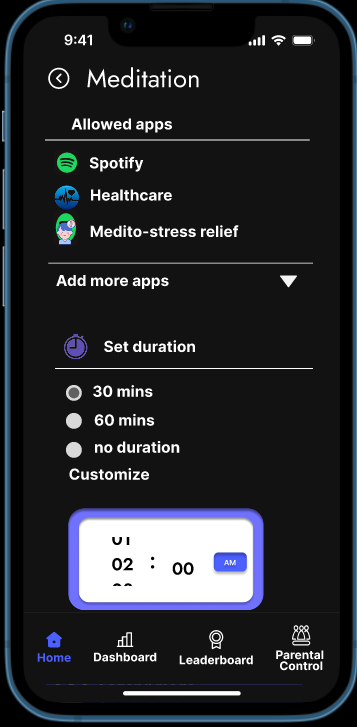 9:41
Meditation
Allowed apps
Spotify
Healthcare
Medito-stress relief
Add more apps
Set duration
30 mins
60 mins
no duration
Customize
01
02 : 00 AM
Home Dashboard Leaderboard Parental Control